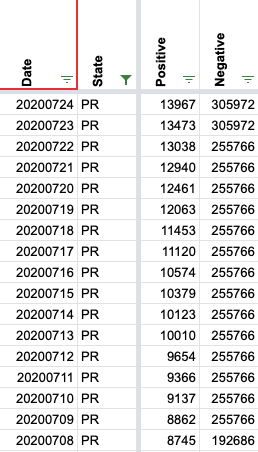 Date State Positive Negative
20200724 PR 13967 305972
20200723 PR 13473 305972
20200722 PR 13038 255766
20200721 PR 12940 255766
20200720 PR 12461 255766
20200719 PR 12063 255766
20200718 PR 11453 255766
20200717 PR 11120 255766
20200716 PR 10574 255766
20200715 PR 10379 255766
20200714 PR 10123 255766
20200713 PR 10010 255766
20200712 PR 9654 255766
20200711 PR 9366 255766
20200710 PR 9137 255766
20200709 PR 8862 255766
20200708 PR 8745 192686